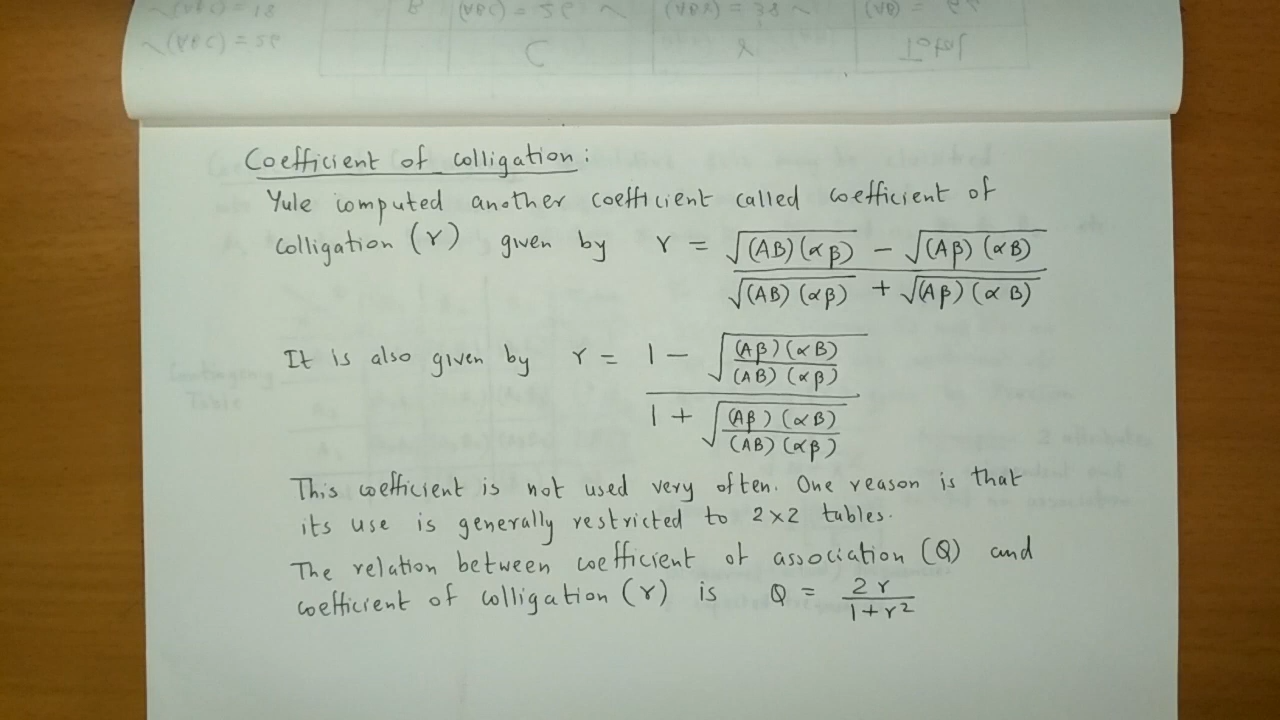 Coefficient of colligation:
Yule computed another coefficient called coefficient of
colligation (γ) given by γ = √(AB)(αβ) − √(Aβ)(αB) / √(AB)(αβ) + √(Aβ)(αB)
It is also given by γ = 1 − √((Aβ)(αB) / (AB)(αβ)) / 1 + √((Aβ)(αB) / (AB)(αβ))
This coefficient is not used very often. One reason is that
its use is generally restricted to 2×2 tables.
The relation between coefficient of association (Q) and
coefficient of colligation (γ) is Q = 2γ / 1+γ²